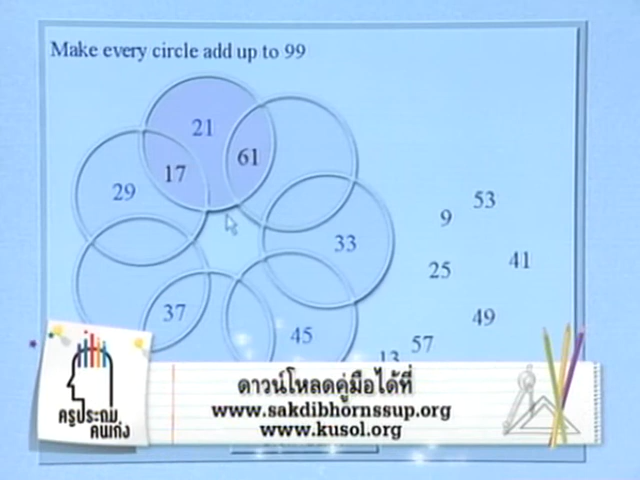 Make every circle add up to 99
21
61
17
29
53
9
33
41
25
37
49
45
57
13
ดาวน์โหลดคู่มือได้ที่
www.sakdibhornssup.org
www.kusol.org
ครูประถม
คนเก่ง